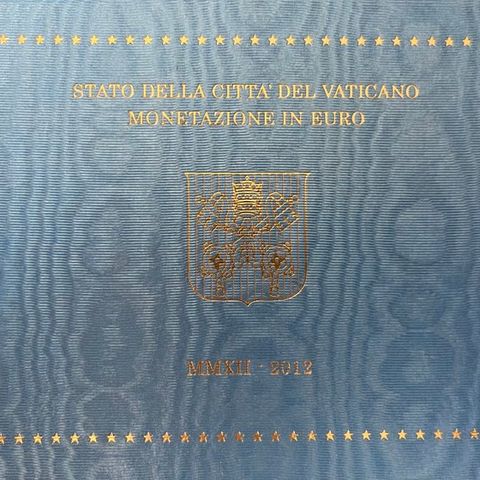 STATO DELLA CITTA' DEL VATICANO
MONETAZIONE IN EURO
MMXII - 2012